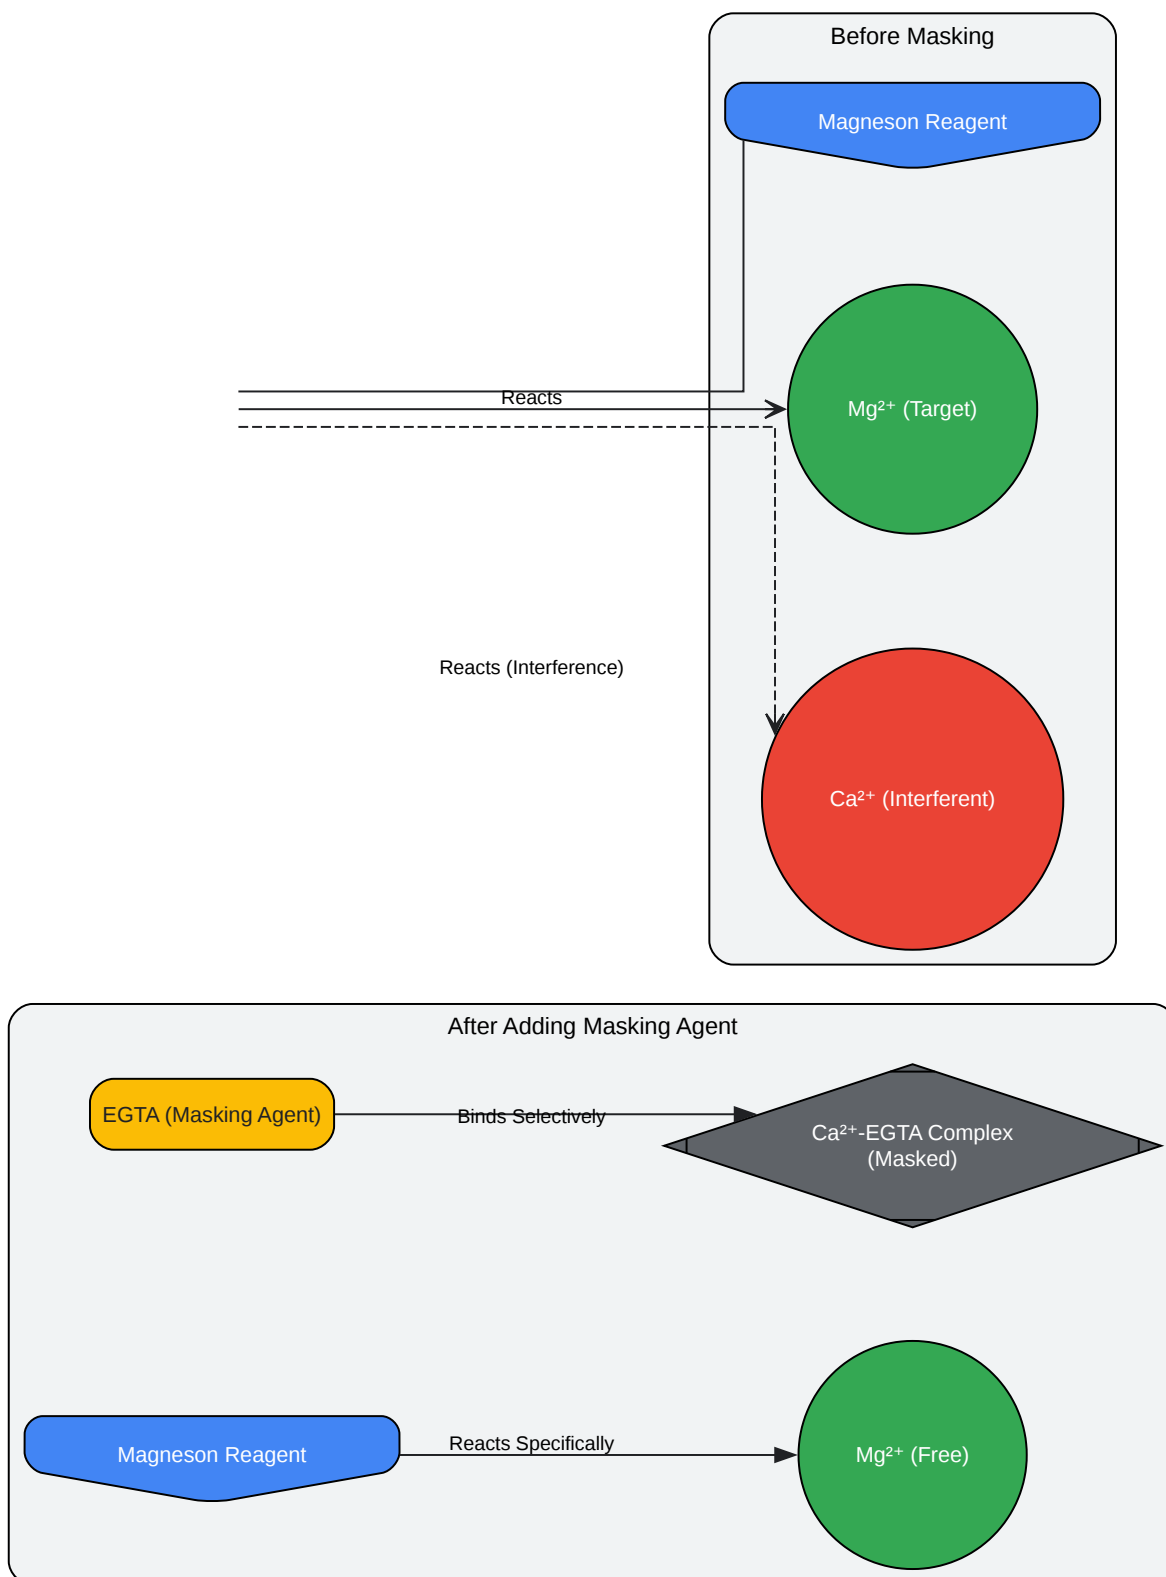 Before Masking
Magneson Reagent
Reacts
Mg²⁺ (Target)
Reacts (Interference)
Ca²⁺ (Interferent)
After Adding Masking Agent
EGTA (Masking Agent)
Binds Selectively
Ca²⁺-EGTA Complex
(Masked)
Magneson Reagent
Reacts Specifically
Mg²⁺ (Free)